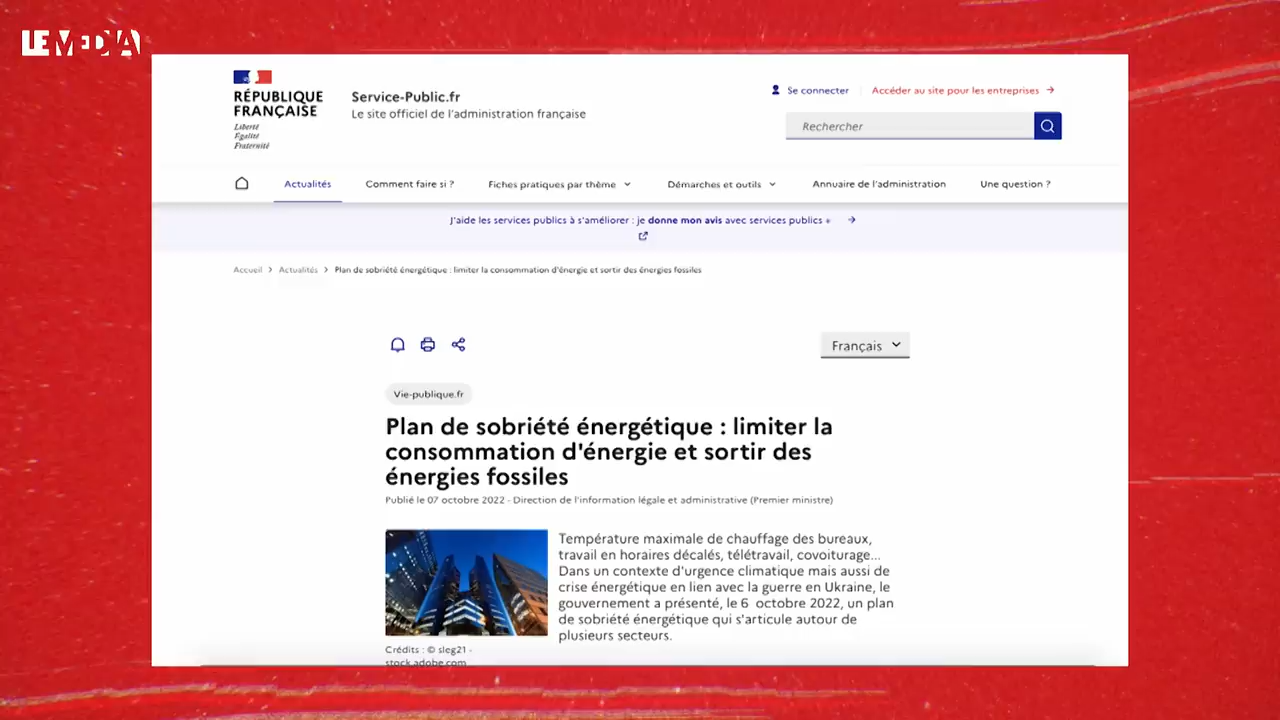 LE MEDIA
RÉPUBLIQUE
FRANÇAISE
Liberté
Égalité
Fraternité
Service-Public.fr
Le site officiel de l'administration française
Se connecter
Accéder au site pour les entreprises
Rechercher
Actualités
Comment faire si ?
Fiches pratiques par thème
Démarches et outils
Annuaire de l'administration
Une question ?
J'aide les services publics à s'améliorer : je donne mon avis avec services publics +
Accueil > Actualités > Plan de sobriété énergétique : limiter la consommation d'énergie et sortir des énergies fossiles
Français
Vie-publique.fr
Plan de sobriété énergétique : limiter la
consommation d'énergie et sortir des
énergies fossiles
Publié le 07 octobre 2022 - Direction de l'information légale et administrative (Premier ministre)
Température maximale de chauffage des bureaux,
travail en horaires décalés, télétravail, covoiturage...
Dans un contexte d'urgence climatique mais aussi de
crise énergétique en lien avec la guerre en Ukraine, le
gouvernement a présenté, le 6 octobre 2022, un plan
de sobriété énergétique qui s'articule autour de
plusieurs secteurs.
Crédits : © sleg21 -
stock.adobe.com